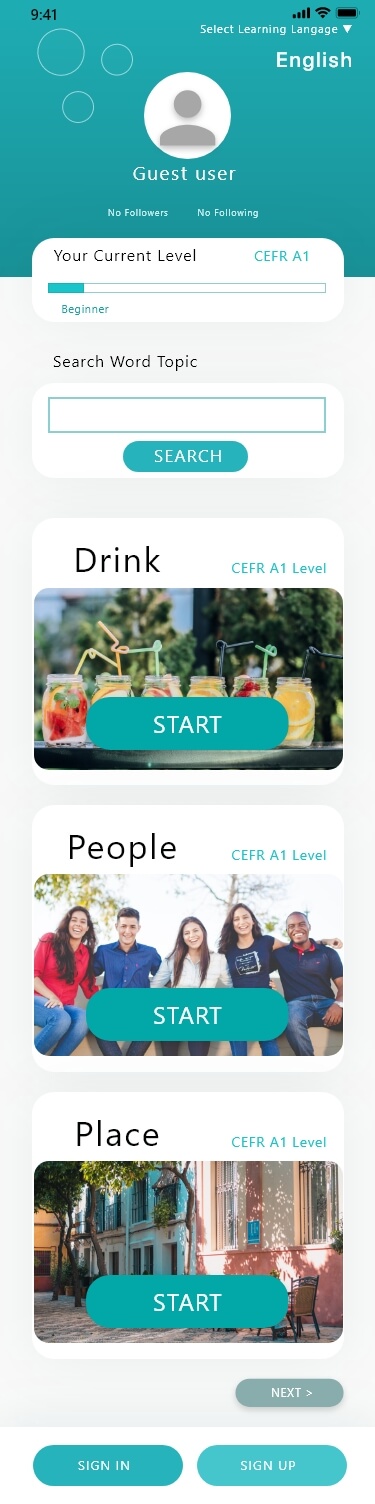 9:41
Select Learning Langage ▼
English
Guest user
No Followers No Following
Your Current Level CEFR A1
Beginner
Search Word Topic
SEARCH
Drink CEFR A1 Level
START
People CEFR A1 Level
START
Place CEFR A1 Level
START
NEXT >
SIGN IN SIGN UP